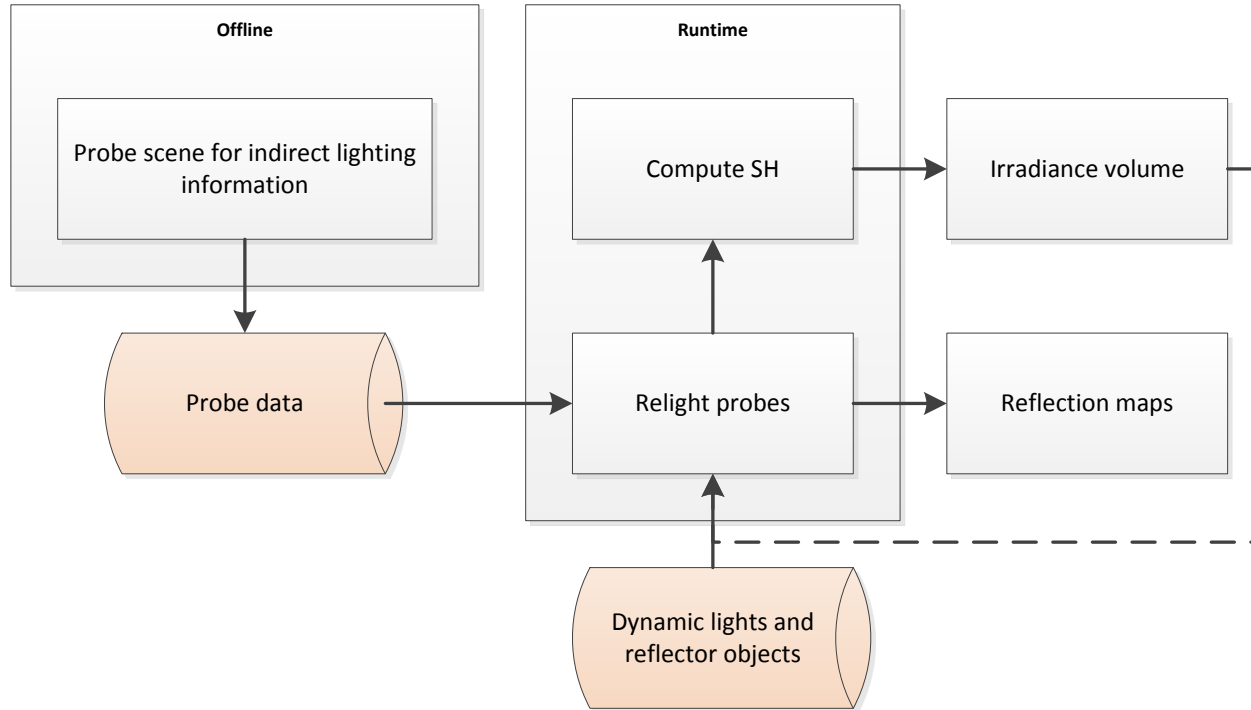 Offline
Probe scene for indirect lighting
information
Probe data
Runtime
Compute SH
Irradiance volume
Relight probes
Reflection maps
Dynamic lights and
reflector objects